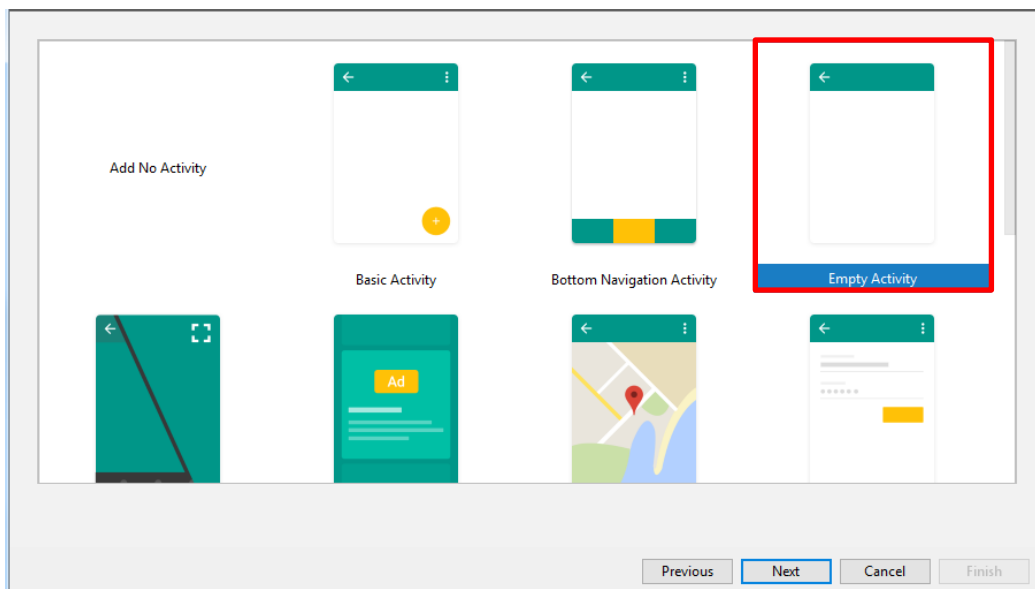 Add No Activity
+
Basic Activity
Bottom Navigation Activity
Empty Activity
Ad
Previous
Next
Cancel
Finish